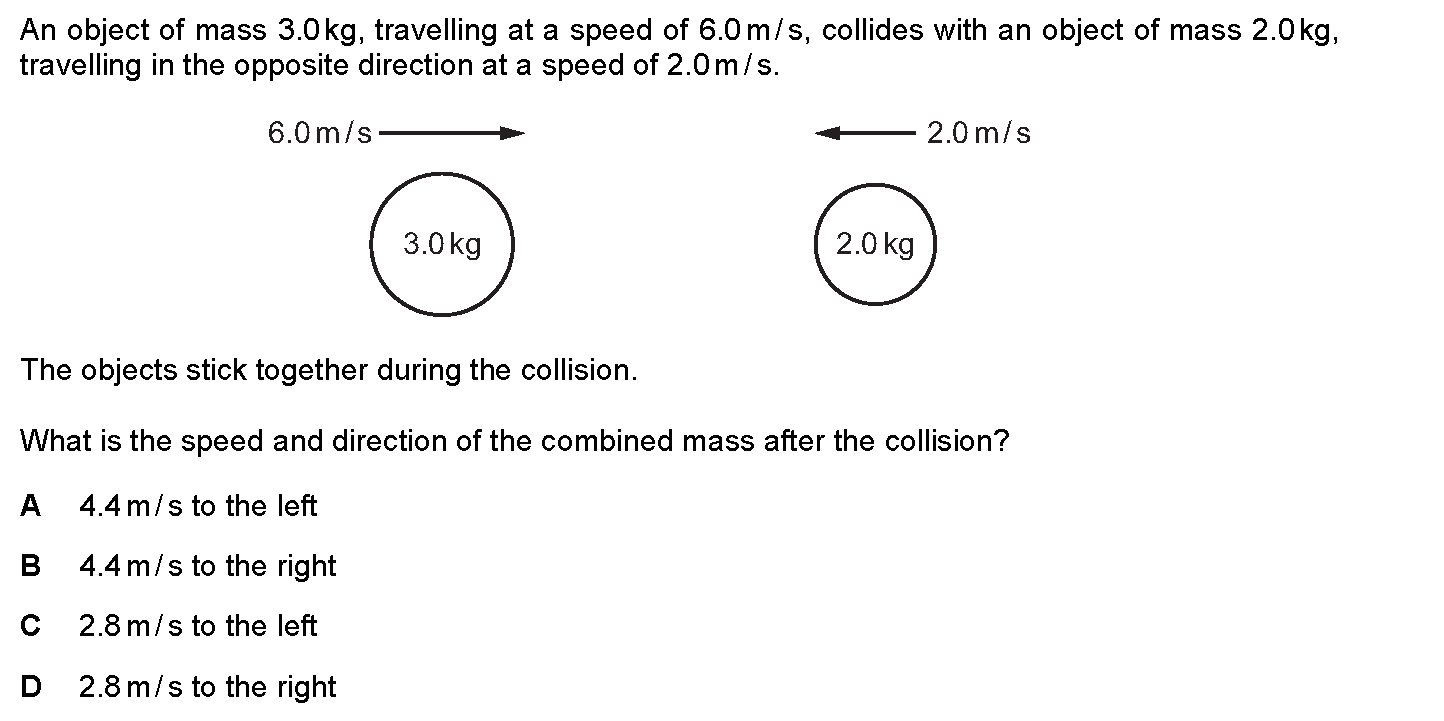 An object of mass 3.0 kg, travelling at a speed of 6.0 m / s, collides with an object of mass 2.0 kg,
travelling in the opposite direction at a speed of 2.0 m / s.
6.0 m / s 2.0 m / s
3.0 kg 2.0 kg
The objects stick together during the collision.
What is the speed and direction of the combined mass after the collision?
A 4.4 m / s to the left
B 4.4 m / s to the right
C 2.8 m / s to the left
D 2.8 m / s to the right